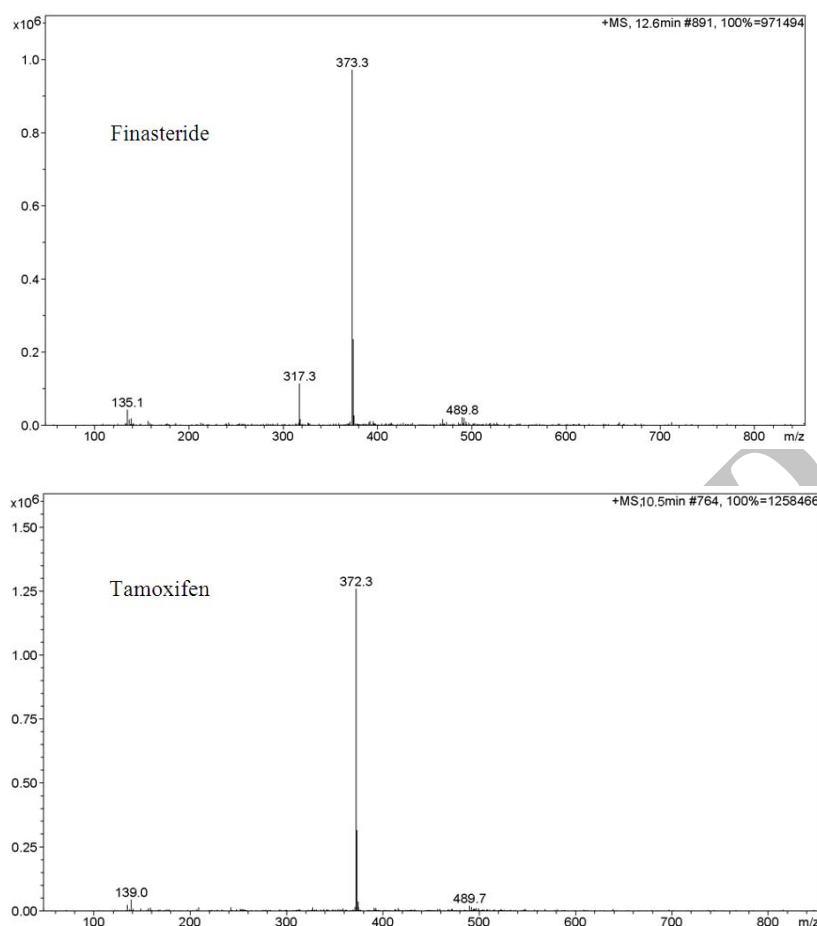 x10⁶
+MS, 12.6min #891, 100%=971494
1.0
373.3
Finasteride
0.8
0.6
0.4
0.2
317.3
135.1
489.8
0.0
100 200 300 400 500 600 700 800 m/z
x10⁶
+MS,10.5min #764, 100%=1258466
1.50
372.3
Tamoxifen
1.25
1.00
0.75
0.50
0.25
139.0
489.7
0.00
100 200 300 400 500 600 700 800 m/z